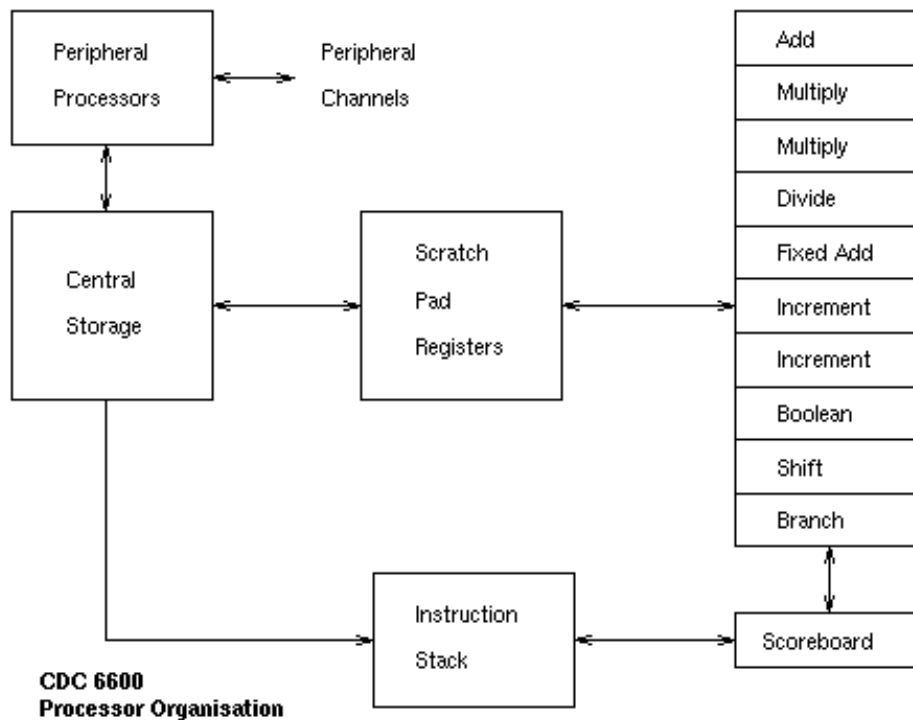 Peripheral
Processors
Peripheral
Channels
Central
Storage
Scratch
Pad
Registers
Add
Multiply
Multiply
Divide
Fixed Add
Increment
Increment
Boolean
Shift
Branch
Instruction
Stack
Scoreboard
CDC 6600
Processor Organisation